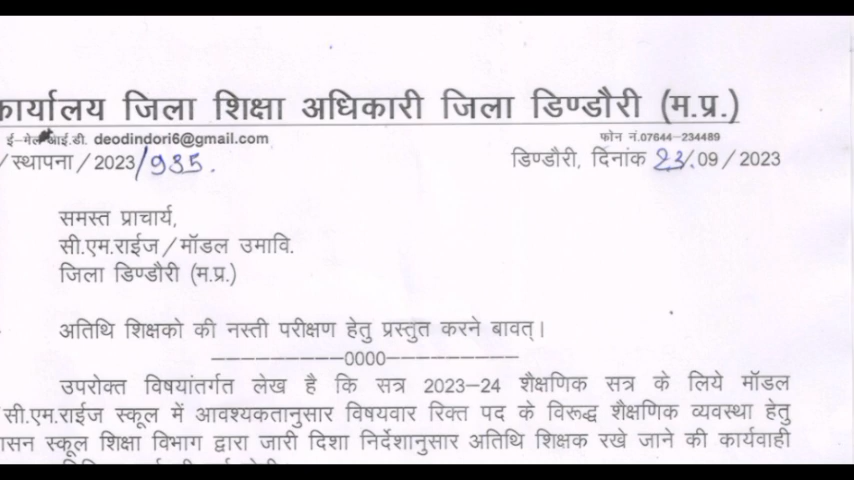 कार्यालय जिला शिक्षा अधिकारी जिला डिण्डौरी (म.प्र.)
ई-मेल आई.डी. deodindori6@gmail.com फोन नं.07644-234489
/ स्थापना / 2023/935. डिण्डौरी, दिनांक 23/.09 / 2023
समस्त प्राचार्य,
सी.एम.राईज / मॉडल उमावि.
जिला डिण्डौरी (म.प्र.)
अतिथि शिक्षको की नस्ती परीक्षण हेतु प्रस्तुत करने बावत्।
——————0000——————
उपरोक्त विषयांतर्गत लेख है कि सत्र 2023–24 शैक्षणिक सत्र के लिये मॉडल
सी.एम.राईज स्कूल में आवश्यकतानुसार विषयवार रिक्त पद के विरूद्ध शैक्षणिक व्यवस्था हेतु
ासन स्कूल शिक्षा विभाग द्वारा जारी दिशा निर्देशानुसार अतिथि शिक्षक रखे जाने की कार्यवाही